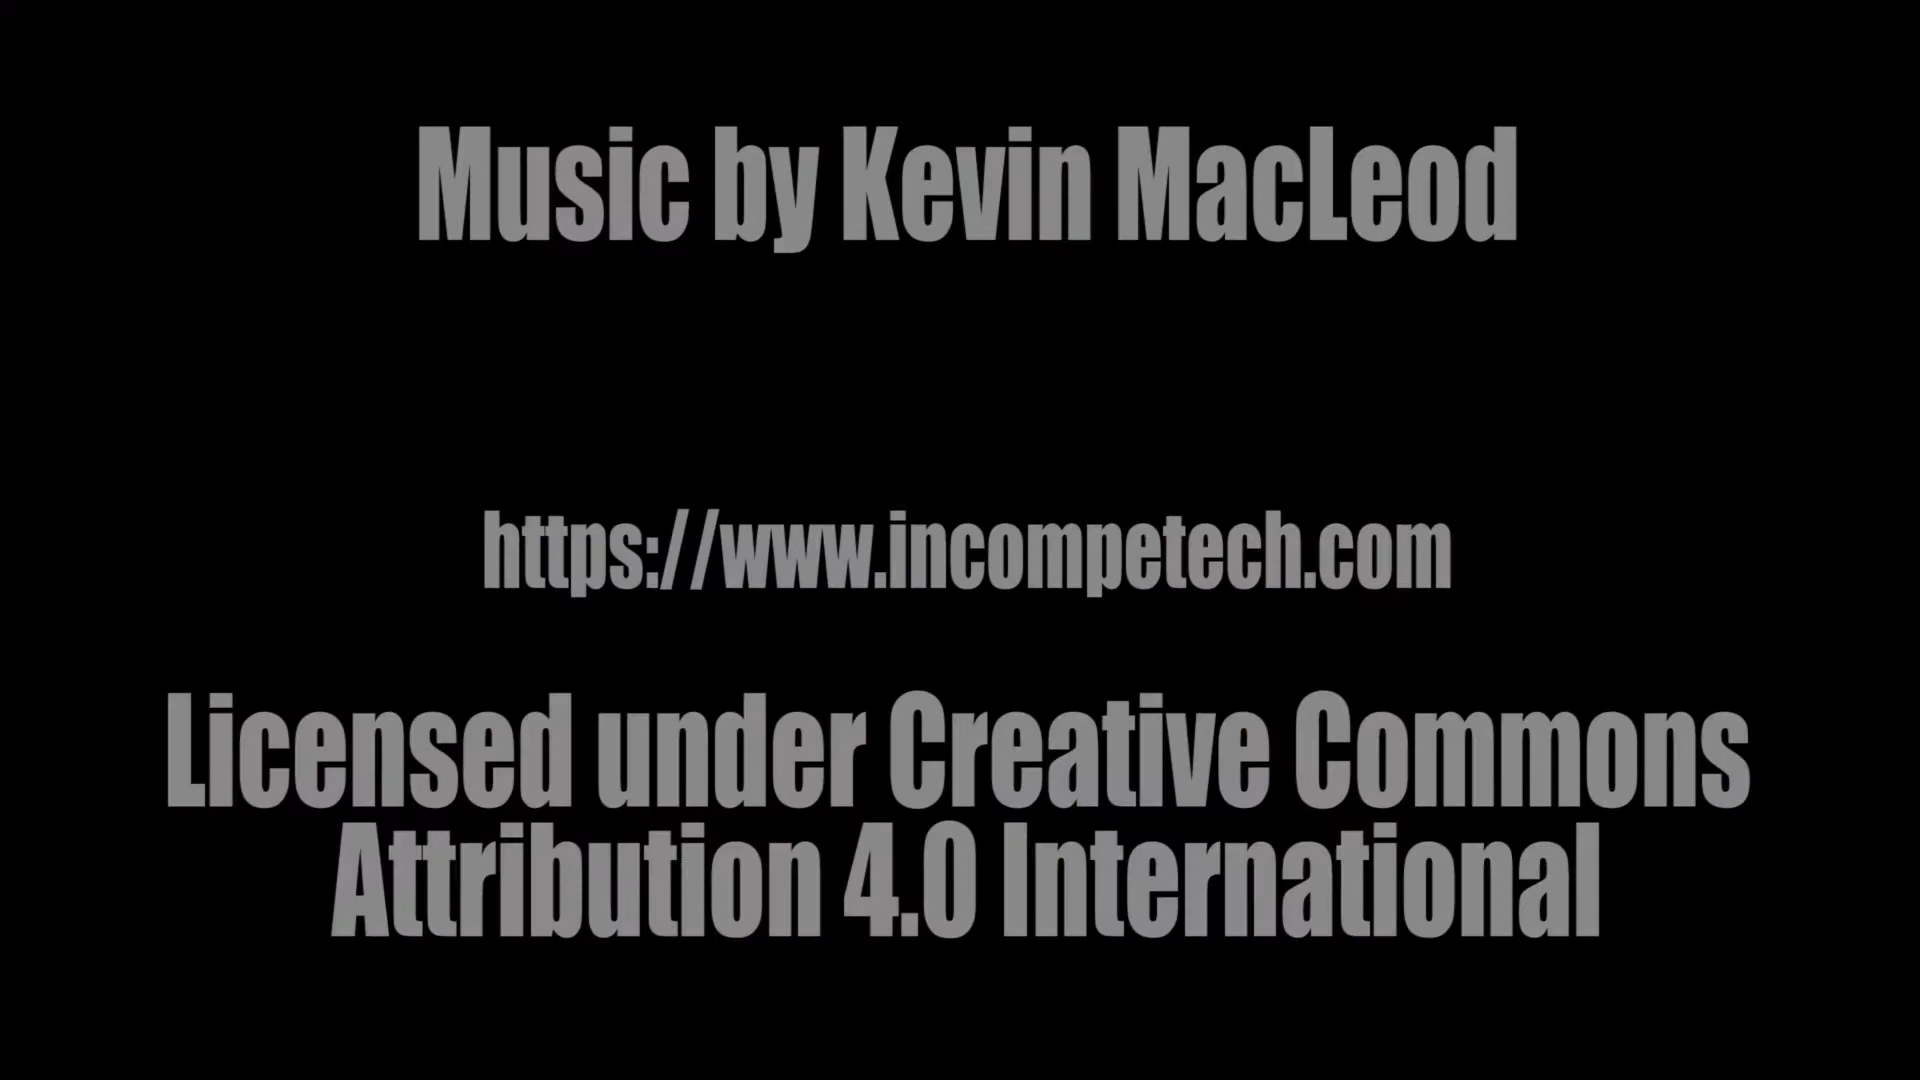 Music by Kevin MacLeod
https://www.incompetech.com
Licensed under Creative Commons
Attribution 4.0 International